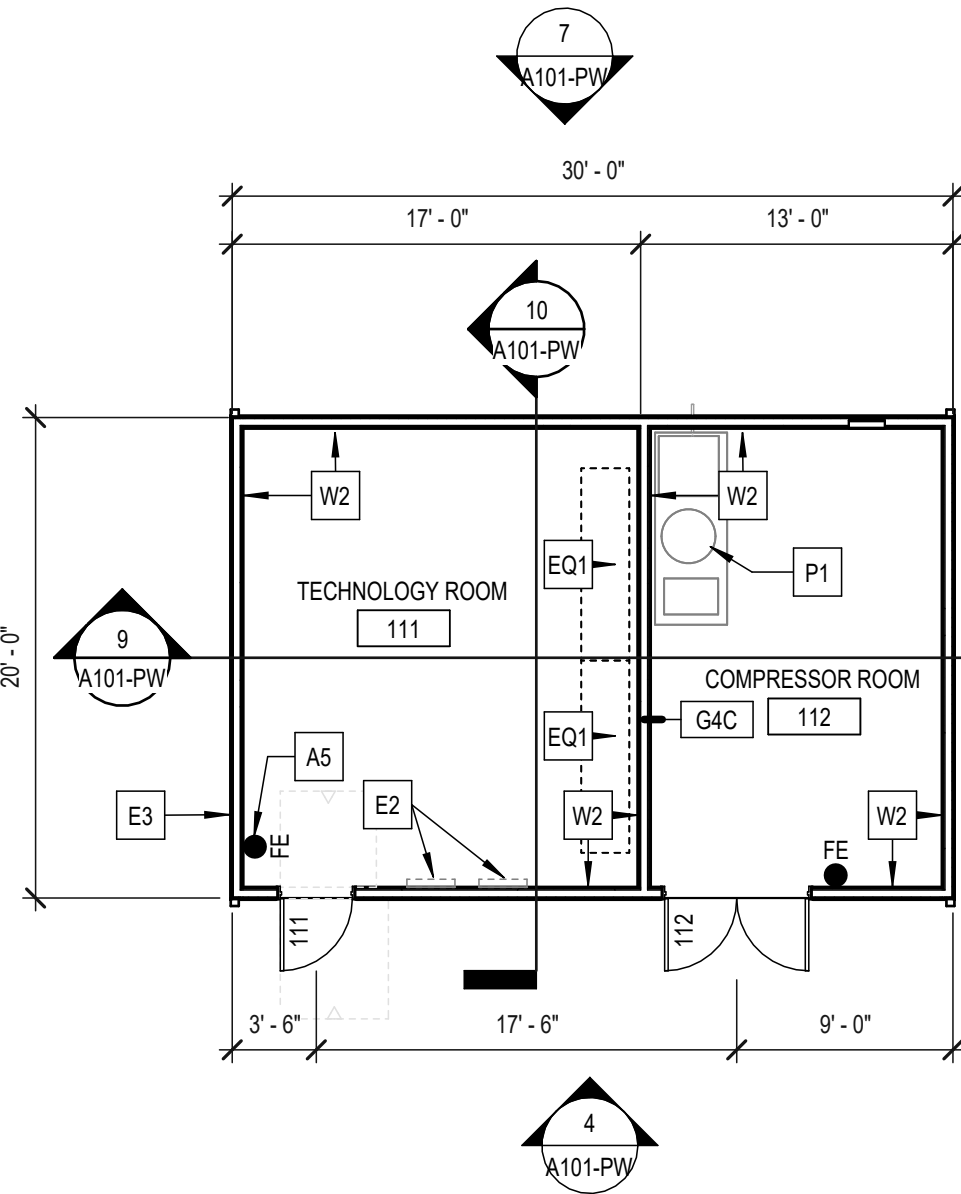 7
A101-PW
30' - 0"
17' - 0"
13' - 0"
10
A101-PW
W2
W2
EQ1
P1
TECHNOLOGY ROOM
111
9
A101-PW
20' - 0"
COMPRESSOR ROOM
112
G4C
EQ1
A5
E2
E3
W2
W2
FE
FE
111
112
3' - 6"
17' - 6"
9' - 0"
4
A101-PW